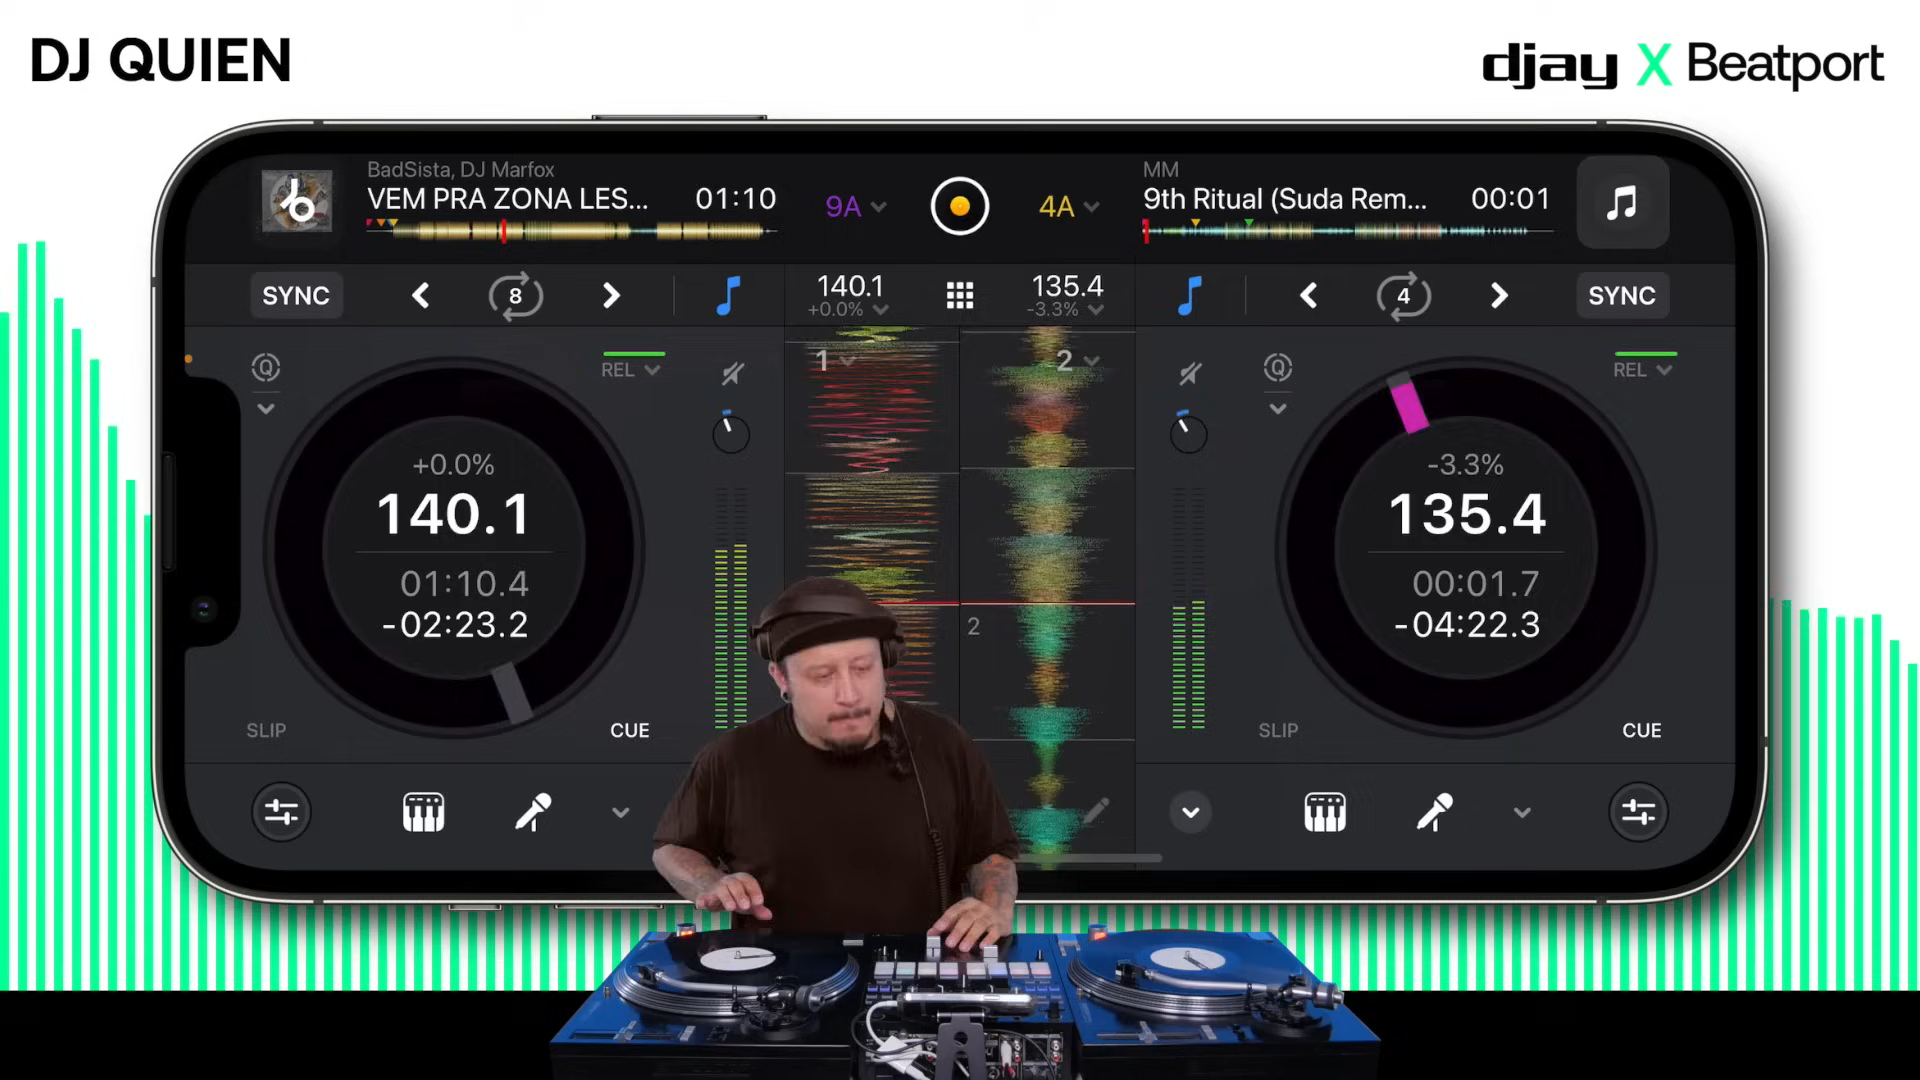 DJ QUIEN
djay X Beatport
BadSista, DJ Marfox
VEM PRA ZONA LES... 01:10
9A
4A
MM
9th Ritual (Suda Rem... 00:01
SYNC
8
140.1
+0.0%
135.4
-3.3%
4
SYNC
Q
REL
1
2
Q
REL
+0.0%
140.1
01:10.4
-02:23.2
2
-3.3%
135.4
00:01.7
-04:22.3
SLIP
CUE
SLIP
CUE